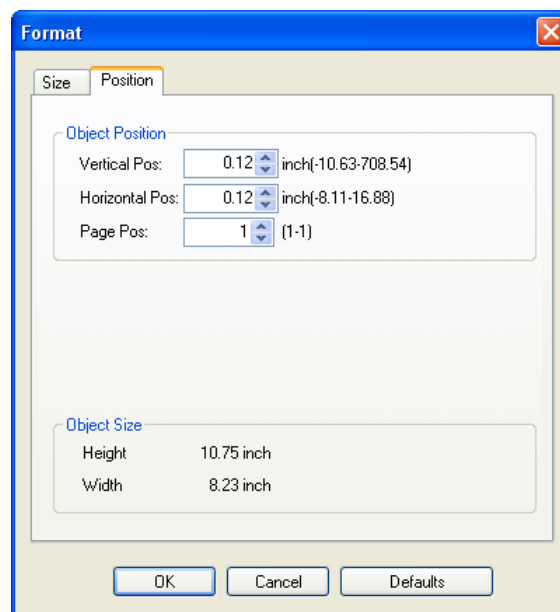 Format
Size Position
Object Position
Vertical Pos: 0.12 inch(-10.63-708.54)
Horizontal Pos: 0.12 inch(-8.11-16.88)
Page Pos: 1 (1-1)
Object Size
Height 10.75 inch
Width 8.23 inch
OK Cancel Defaults